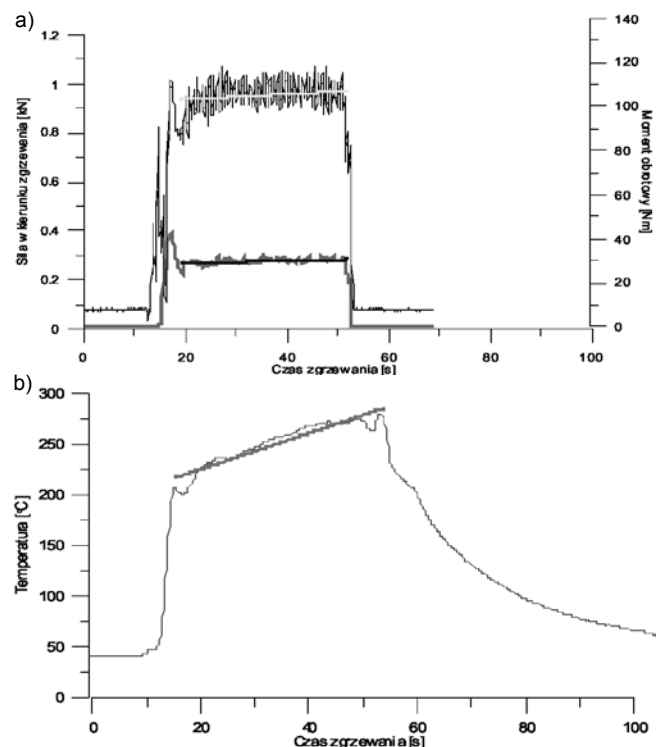 a)
1.2
1
0.8
0.6
0.4
0.2
0
Siła w kierunku zgrzewania [kN]
140
120
100
80
60
40
20
0
Moment obrotowy [Nm]
0 20 40 60 80 100
Czas zgrzewania [s]
b)
300
250
200
150
100
50
0
Temperatura [°C]
0 20 40 60 80 100
Czas zgrzewania [s]